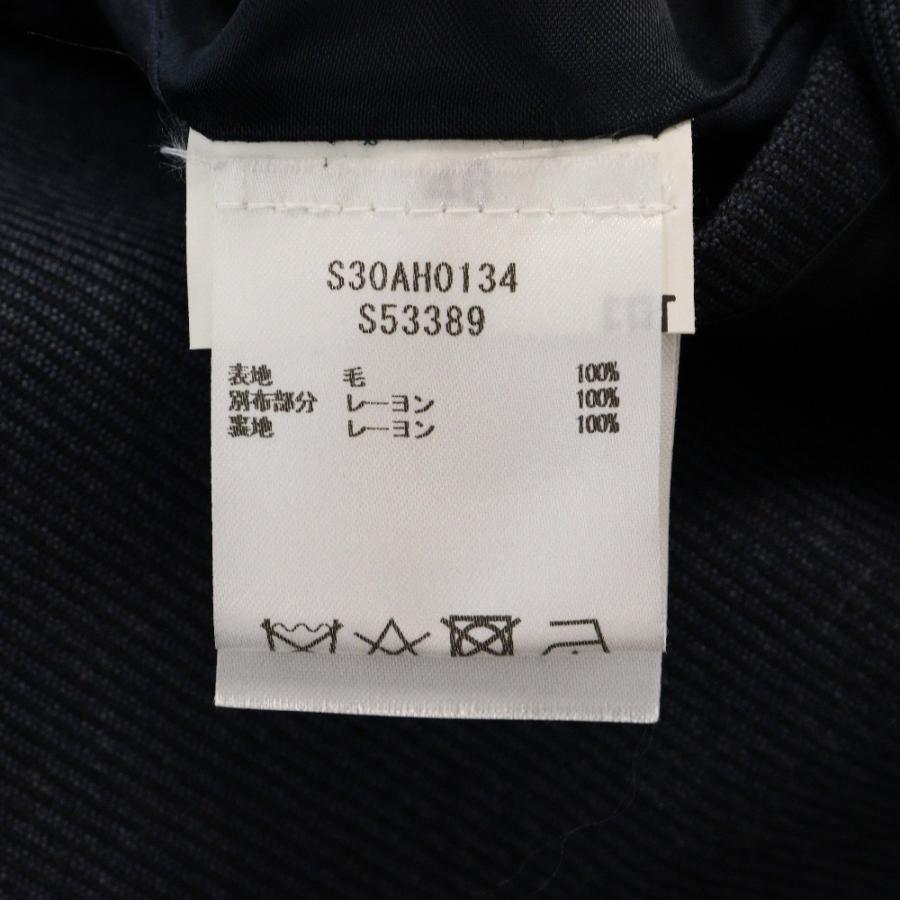 46
S30AH0134
S53389
表地 毛 100%
別布部分 レーヨン 100%
裏地 レーヨン 100%